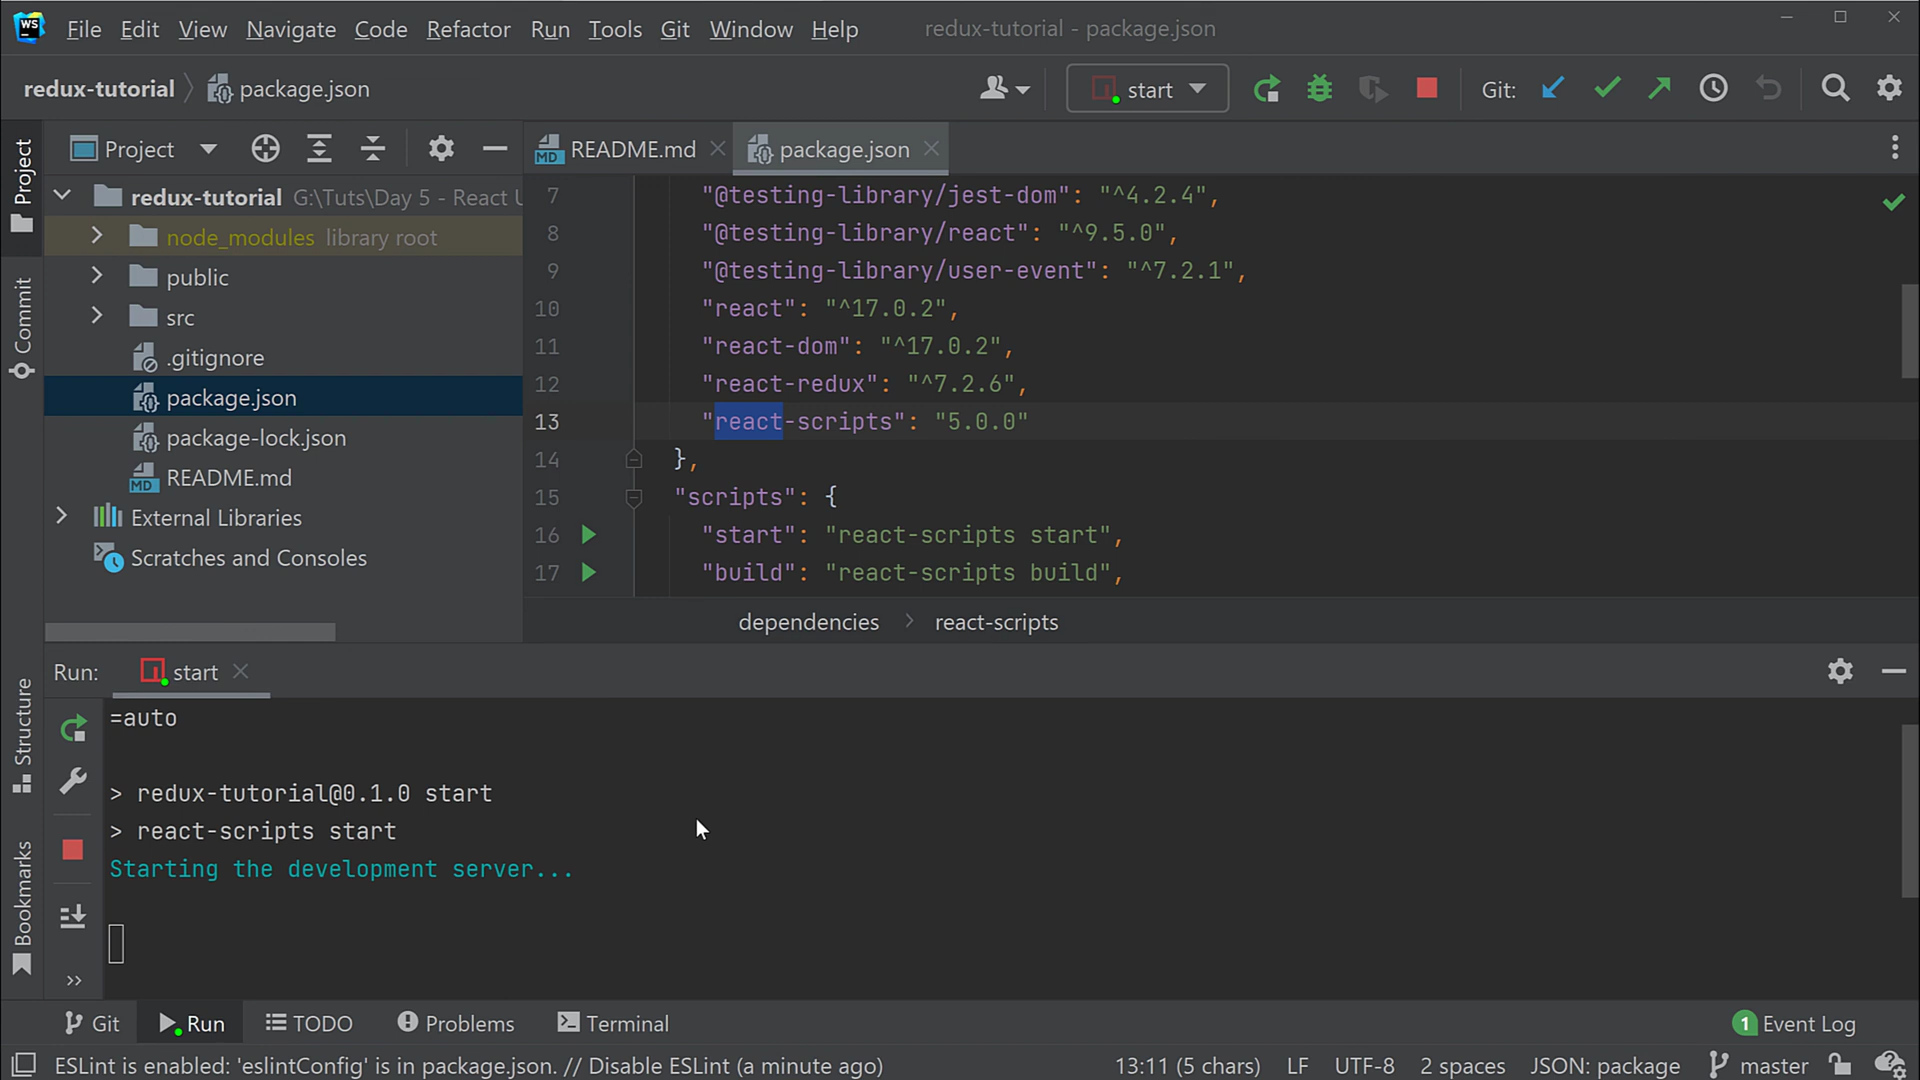 WS File Edit View Navigate Code Refactor Run Tools Git Window Help redux-tutorial - package.json
redux-tutorial package.json start Git:
Project README.md package.json
Project
Commit
Structure
Bookmarks
redux-tutorial G:\Tuts\Day 5 - React U
node_modules library root
public
src
.gitignore
package.json
package-lock.json
MD README.md
External Libraries
Scratches and Consoles
7 "@testing-library/jest-dom": "^4.2.4",
8 "@testing-library/react": "^9.5.0",
9 "@testing-library/user-event": "^7.2.1",
10 "react": "^17.0.2",
11 "react-dom": "^17.0.2",
12 "react-redux": "^7.2.6",
13 "react-scripts": "5.0.0"
14 },
15 "scripts": {
16 "start": "react-scripts start",
17 "build": "react-scripts build",
dependencies react-scripts
Run: start
=auto
> redux-tutorial@0.1.0 start
> react-scripts start
Starting the development server...
Git Run TODO Problems Terminal 1 Event Log
ESLint is enabled: 'eslintConfig' is in package.json. // Disable ESLint (a minute ago) 13:11 (5 chars) LF UTF-8 2 spaces JSON: package master